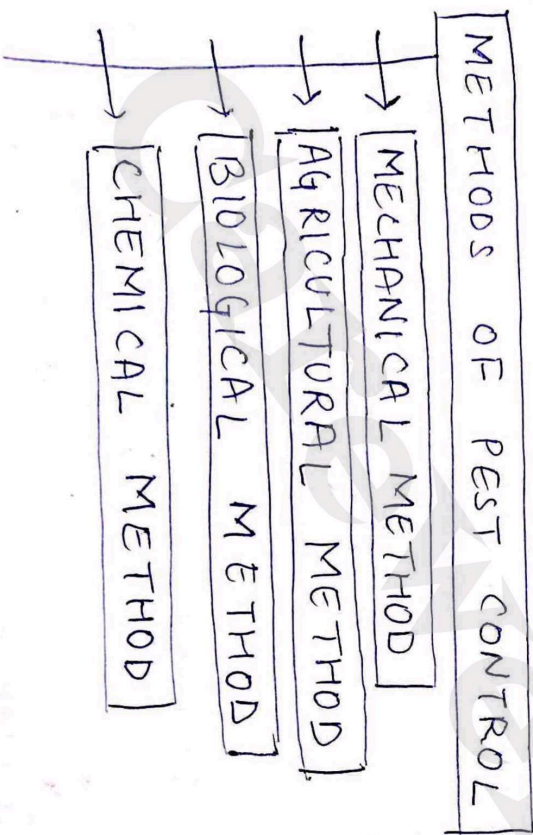 METHODS OF PEST CONTROL
MECHANICAL METHOD
AGRICULTURAL METHOD
BIOLOGICAL METHOD
CHEMICAL METHOD